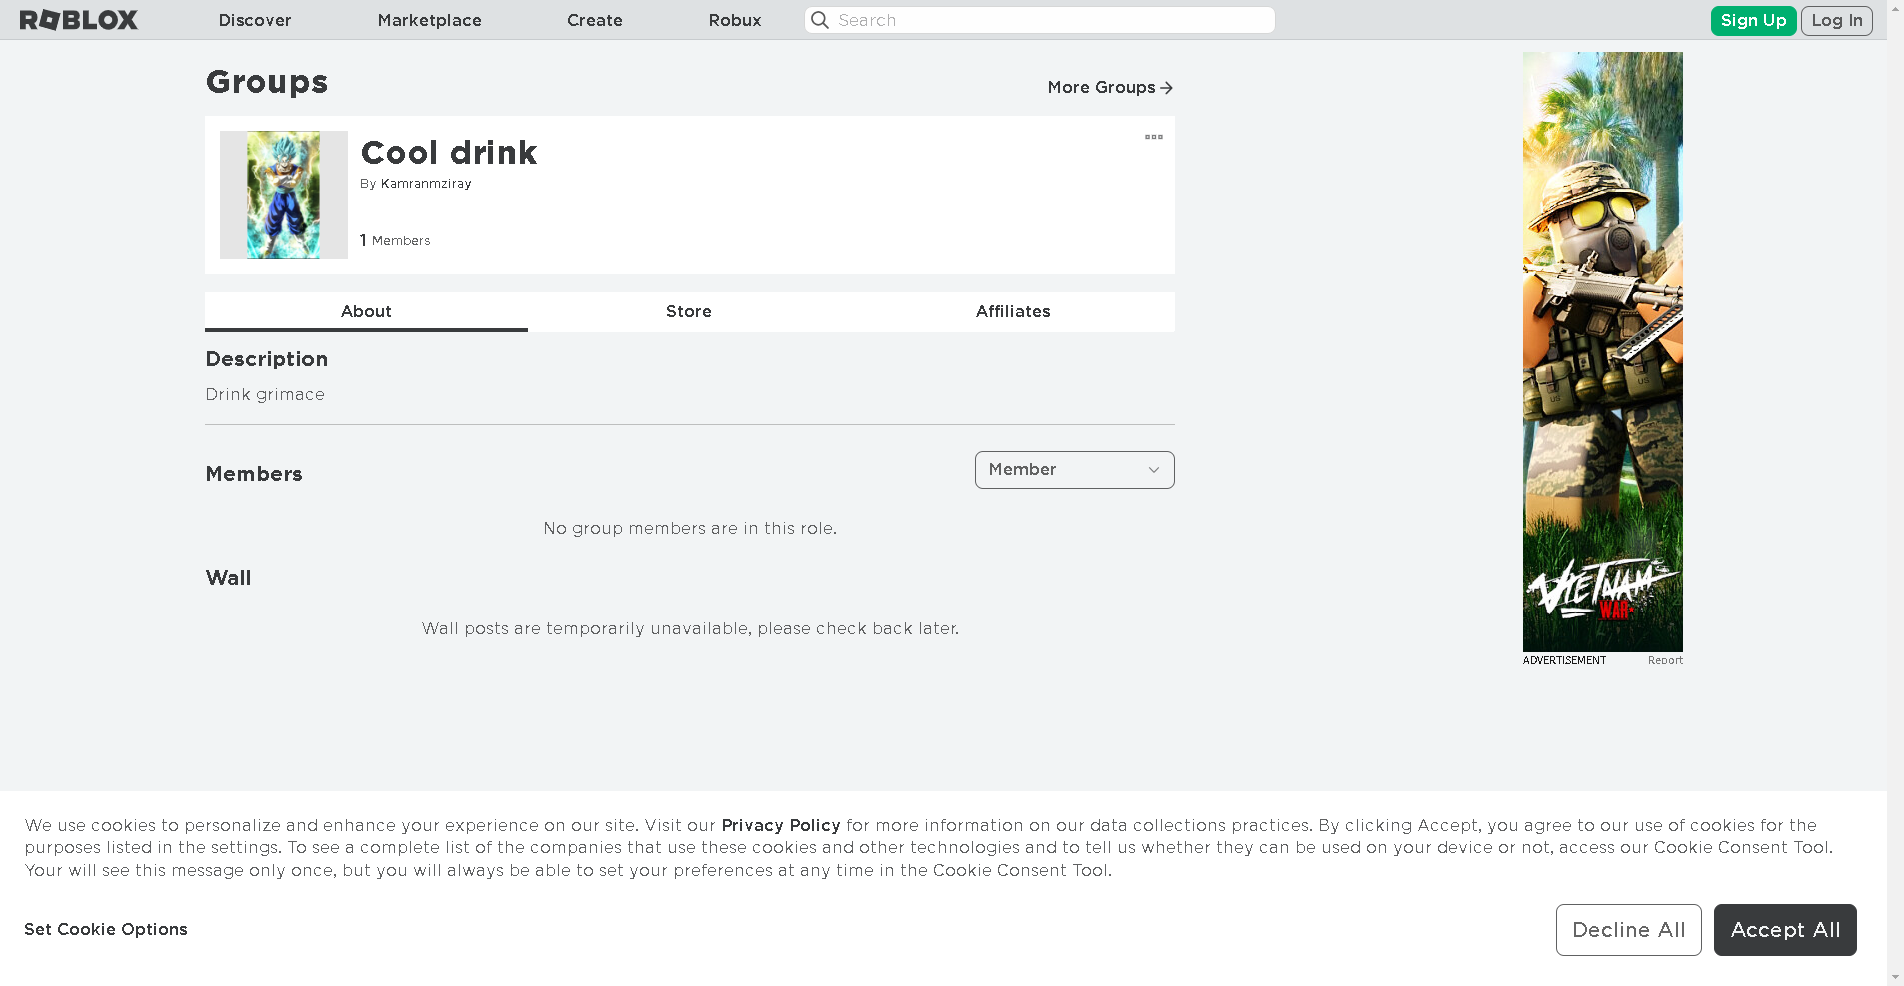 ROBLOX
Discover
Marketplace
Create
Robux
Search
Sign Up
Log In
Groups
More Groups
Cool drink
By Kamranmziray
1 Members
About
Store
Affiliates
Description
Drink grimace
Members
Member
No group members are in this role.
Wall
Wall posts are temporarily unavailable, please check back later.
US
US
VIETNAM
WAR
ADVERTISEMENT
Report
We use cookies to personalize and enhance your experience on our site. Visit our Privacy Policy for more information on our data collections practices. By clicking Accept, you agree to our use of cookies for the
purposes listed in the settings. To see a complete list of the companies that use these cookies and other technologies and to tell us whether they can be used on your device or not, access our Cookie Consent Tool.
Your will see this message only once, but you will always be able to set your preferences at any time in the Cookie Consent Tool.
Set Cookie Options
Decline All
Accept All